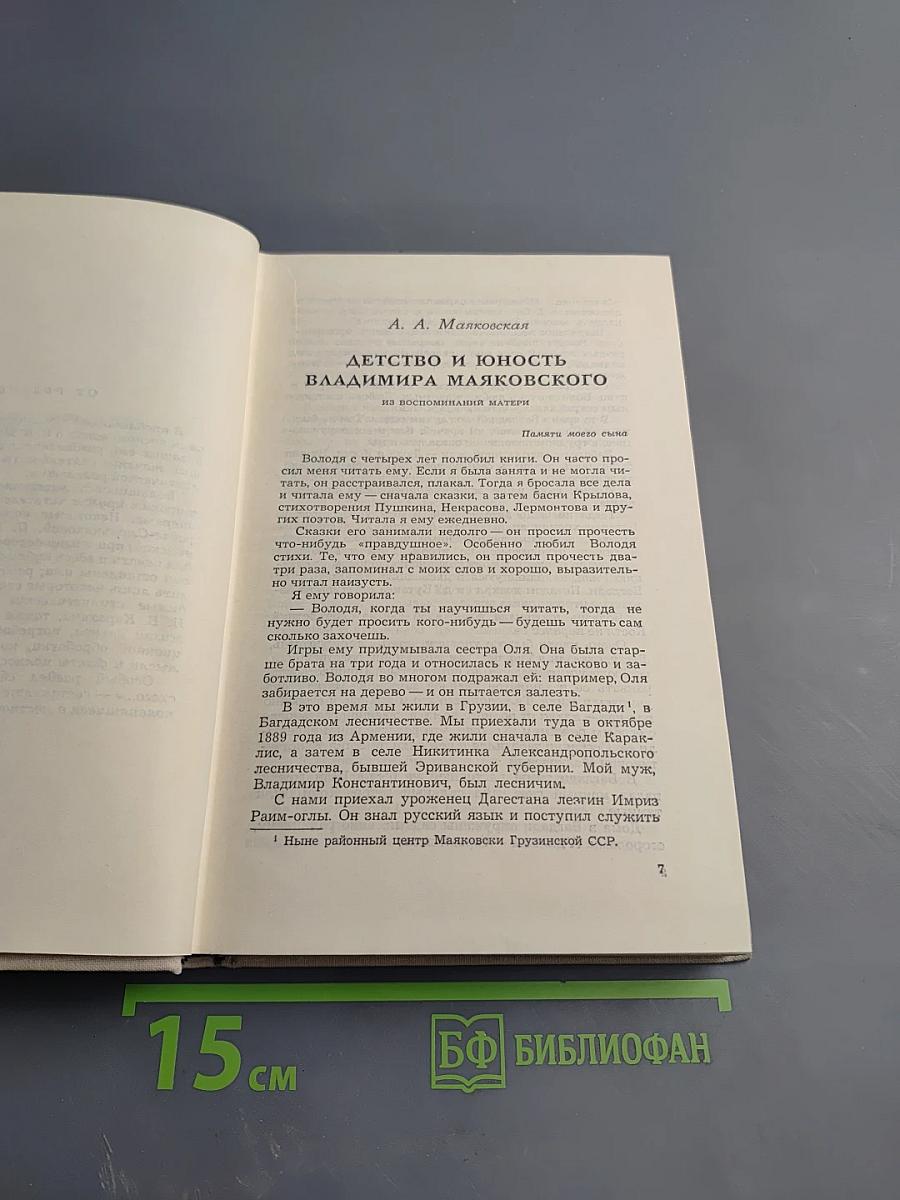 А. А. Маяковская
ДЕТСТВО И ЮНОСТЬ
ВЛАДИМИРА МАЯКОВСКОГО
ИЗ ВОСПОМИНАНИЙ МАТЕРИ
Памяти моего сына
Володя с четырех лет полюбил книги. Он часто про-
сил меня читать ему. Если я была занята и не могла чи-
тать, он расстраивался, плакал. Тогда я бросала все дела
и читала ему — сначала сказки, а затем басни Крылова,
стихотворения Пушкина, Некрасова, Лермонтова и дру-
гих поэтов. Читала я ему ежедневно.
Сказки его занимали недолго — он просил прочесть
что-нибудь «правдушное». Особенно любил Володя
стихи. Те, что ему нравились, он просил прочесть два-
три раза, запоминал с моих слов и хорошо, выразитель-
но читал наизусть.
Я ему говорила:
— Володя, когда ты научишься читать, тогда не
нужно будет просить кого-нибудь — будешь читать сам
сколько захочешь.
Игры ему придумывала сестра Оля. Она была стар-
ше брата на три года и относилась к нему ласково и за-
ботливо. Володя во многом подражал ей: например, Оля
забирается на дерево — и он пытается залезть.
В это время мы жили в Грузии, в селе Багдади¹, в
Багдадском лесничестве. Мы приехали туда в октябре
1889 года из Армении, где жили сначала в селе Карак-
лис, а затем в селе Никитинка Александропольского
лесничества, бывшей Эриванской губернии. Мой муж,
Владимир Константинович, был лесничим.
С нами приехал уроженец Дагестана лезгин Имриз
Раим-оглы. Он знал русский язык и поступил служить
¹ Ныне районный центр Маяковски Грузинской ССР.
7
15 см
БФ БИБЛИОФАН